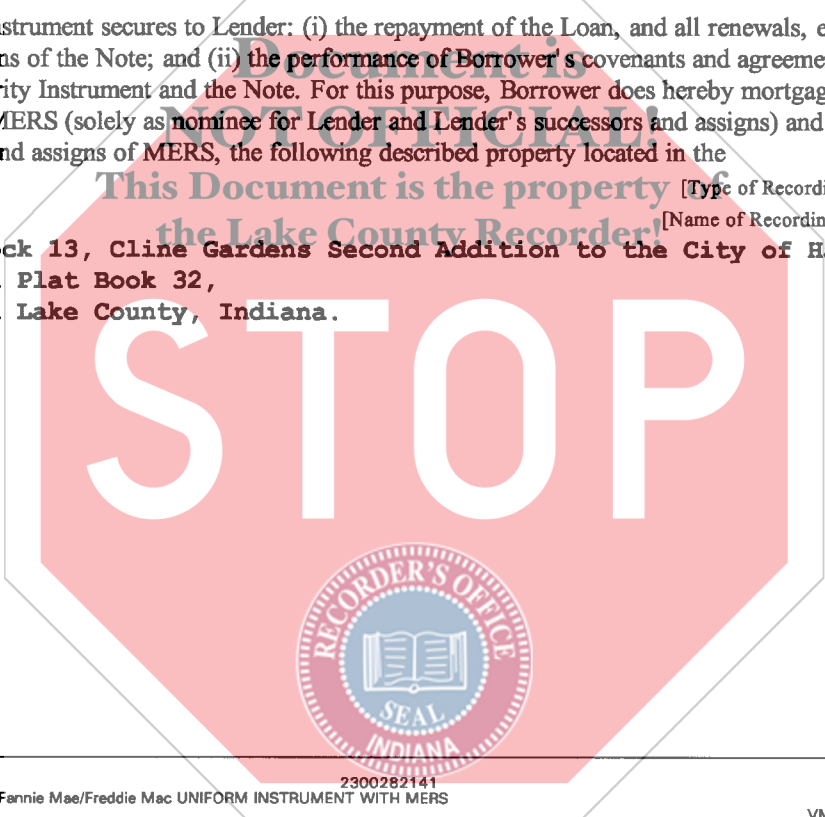 strument secures to Lender: (i) the repayment of the Loan, and all renewals, e
ns of the Note; and (ii) the performance of Borrower's covenants and agreeme
ity Instrument and the Note. For this purpose, Borrower does hereby mortgag
MERS (solely as nominee for Lender and Lender's successors and assigns) and
nd assigns of MERS, the following described property located in the
[Type of Recordi
[Name of Recordin
ck 13, Cline Gardens Second Addition to the City of H
Plat Book 32,
Lake County, Indiana.
Document is
NOT OFFICIAL!
This Document is the property of
the Lake County Recorder!
STOP
RECORDER'S OFFICE
SEAL
INDIANA
2300282141
Fannie Mae/Freddie Mac UNIFORM INSTRUMENT WITH MERS
VM